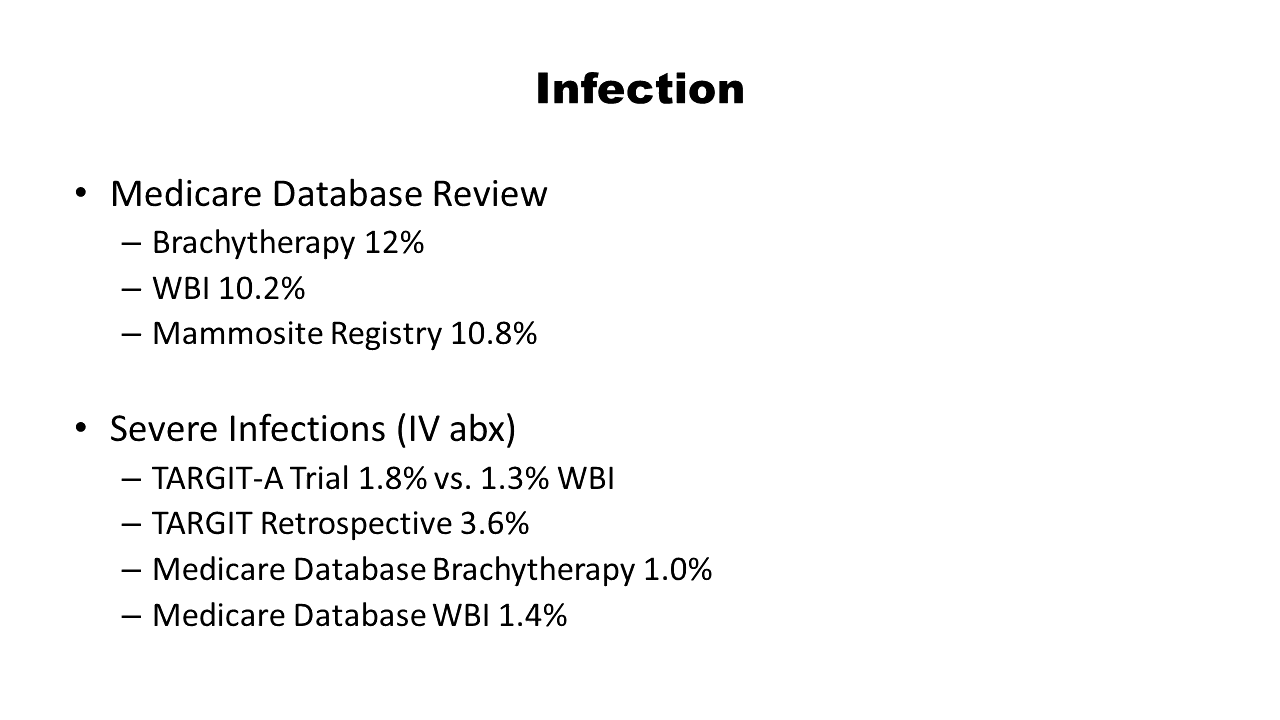 Infection
• Medicare Database Review
– Brachytherapy 12%
– WBI 10.2%
– Mammosite Registry 10.8%
• Severe Infections (IV abx)
– TARGIT-A Trial 1.8% vs. 1.3% WBI
– TARGIT Retrospective 3.6%
– Medicare Database Brachytherapy 1.0%
– Medicare Database WBI 1.4%